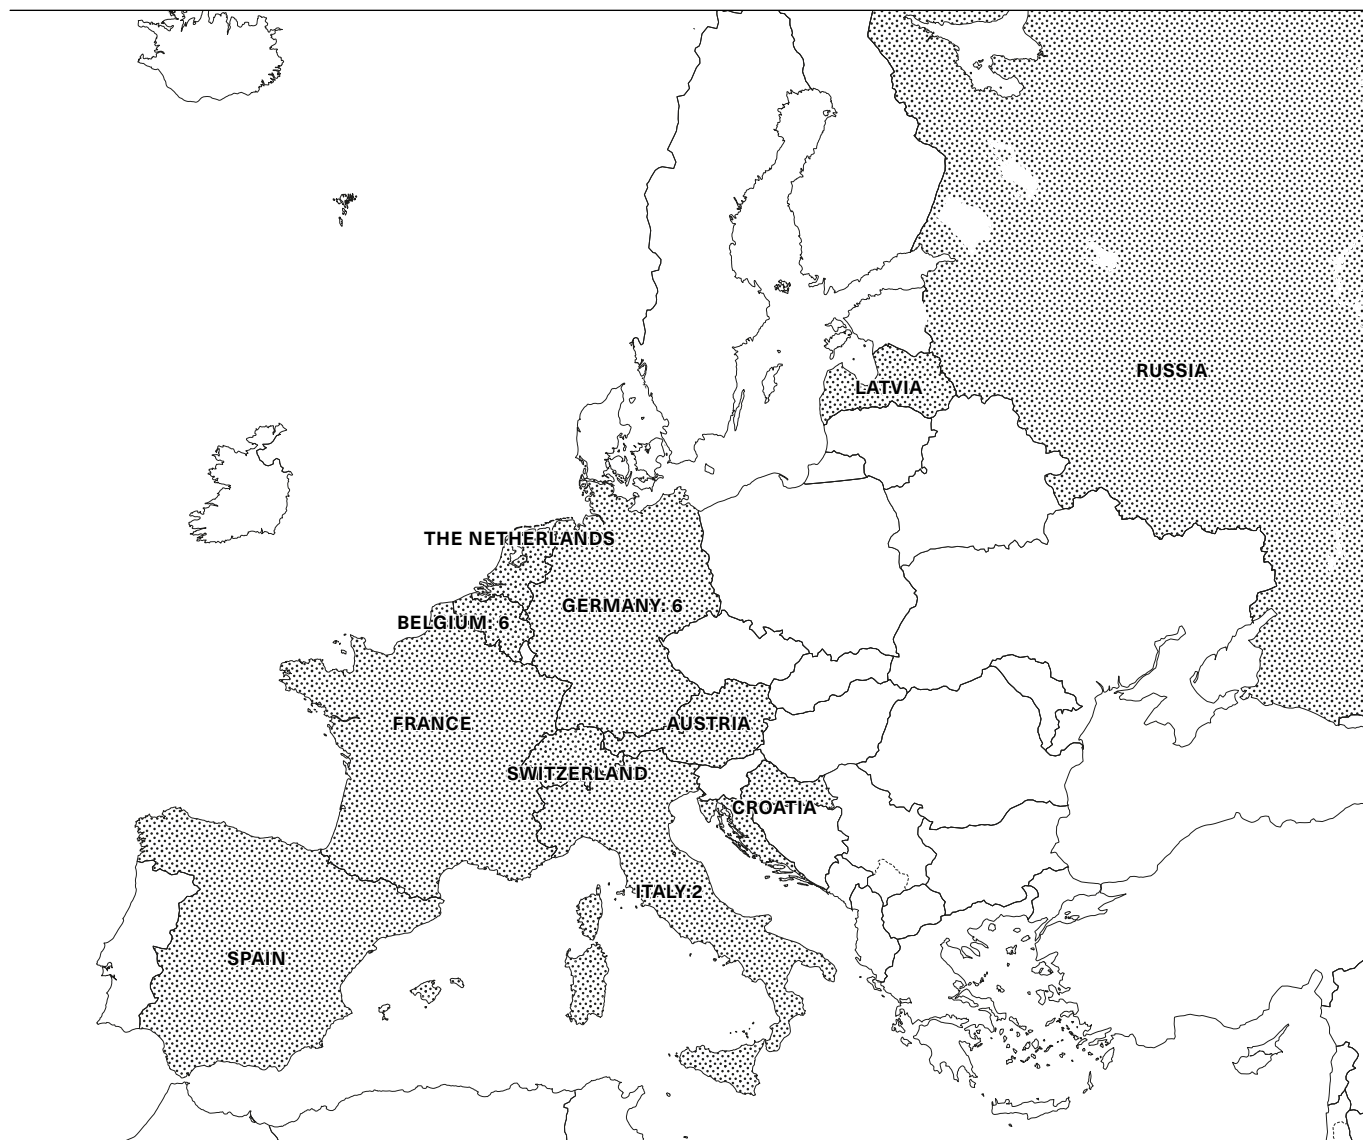 RUSSIA
LATVIA
THE NETHERLANDS
GERMANY: 6
BELGIUM: 6
FRANCE
AUSTRIA
SWITZERLAND
CROATIA
ITALY:2
SPAIN